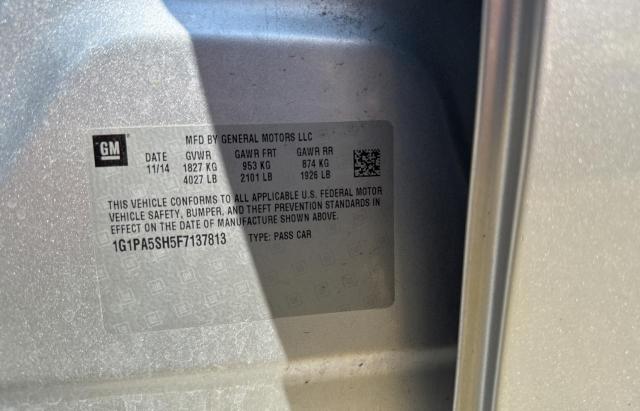 GM
MFD BY GENERAL MOTORS LLC
DATE GVWR GAWR FRT GAWR RR
11/14 1827 KG 953 KG 874 KG
4027 LB 2101 LB 1926 LB
THIS VEHICLE CONFORMS TO ALL APPLICABLE U.S. FEDERAL MOTOR
VEHICLE SAFETY, BUMPER, AND THEFT PREVENTION STANDARDS IN
EFFECT ON THE DATE OF MANUFACTURE SHOWN ABOVE.
1G1PA5SH5F7137813 TYPE: PASS CAR